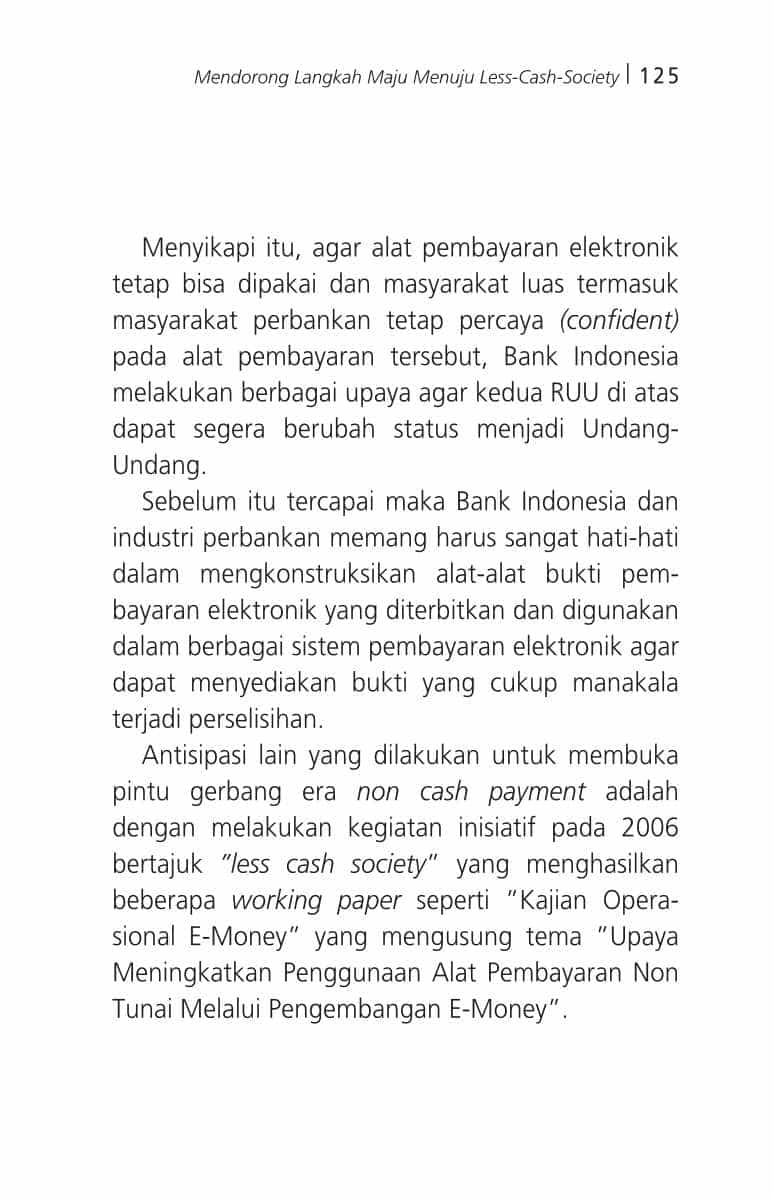 Mendorong Langkah Maju Menuju Less-Cash-Society | 125
Menyikapi itu, agar alat pembayaran elektronik
tetap bisa dipakai dan masyarakat luas termasuk
masyarakat perbankan tetap percaya (confident)
pada alat pembayaran tersebut, Bank Indonesia
melakukan berbagai upaya agar kedua RUU di atas
dapat segera berubah status menjadi Undang-
Undang.
Sebelum itu tercapai maka Bank Indonesia dan
industri perbankan memang harus sangat hati-hati
dalam mengkonstruksikan alat-alat bukti pem-
bayaran elektronik yang diterbitkan dan digunakan
dalam berbagai sistem pembayaran elektronik agar
dapat menyediakan bukti yang cukup manakala
terjadi perselisihan.
Antisipasi lain yang dilakukan untuk membuka
pintu gerbang era non cash payment adalah
dengan melakukan kegiatan inisiatif pada 2006
bertajuk ”less cash society” yang menghasilkan
beberapa working paper seperti ”Kajian Opera-
sional E-Money” yang mengusung tema ”Upaya
Meningkatkan Penggunaan Alat Pembayaran Non
Tunai Melalui Pengembangan E-Money”.